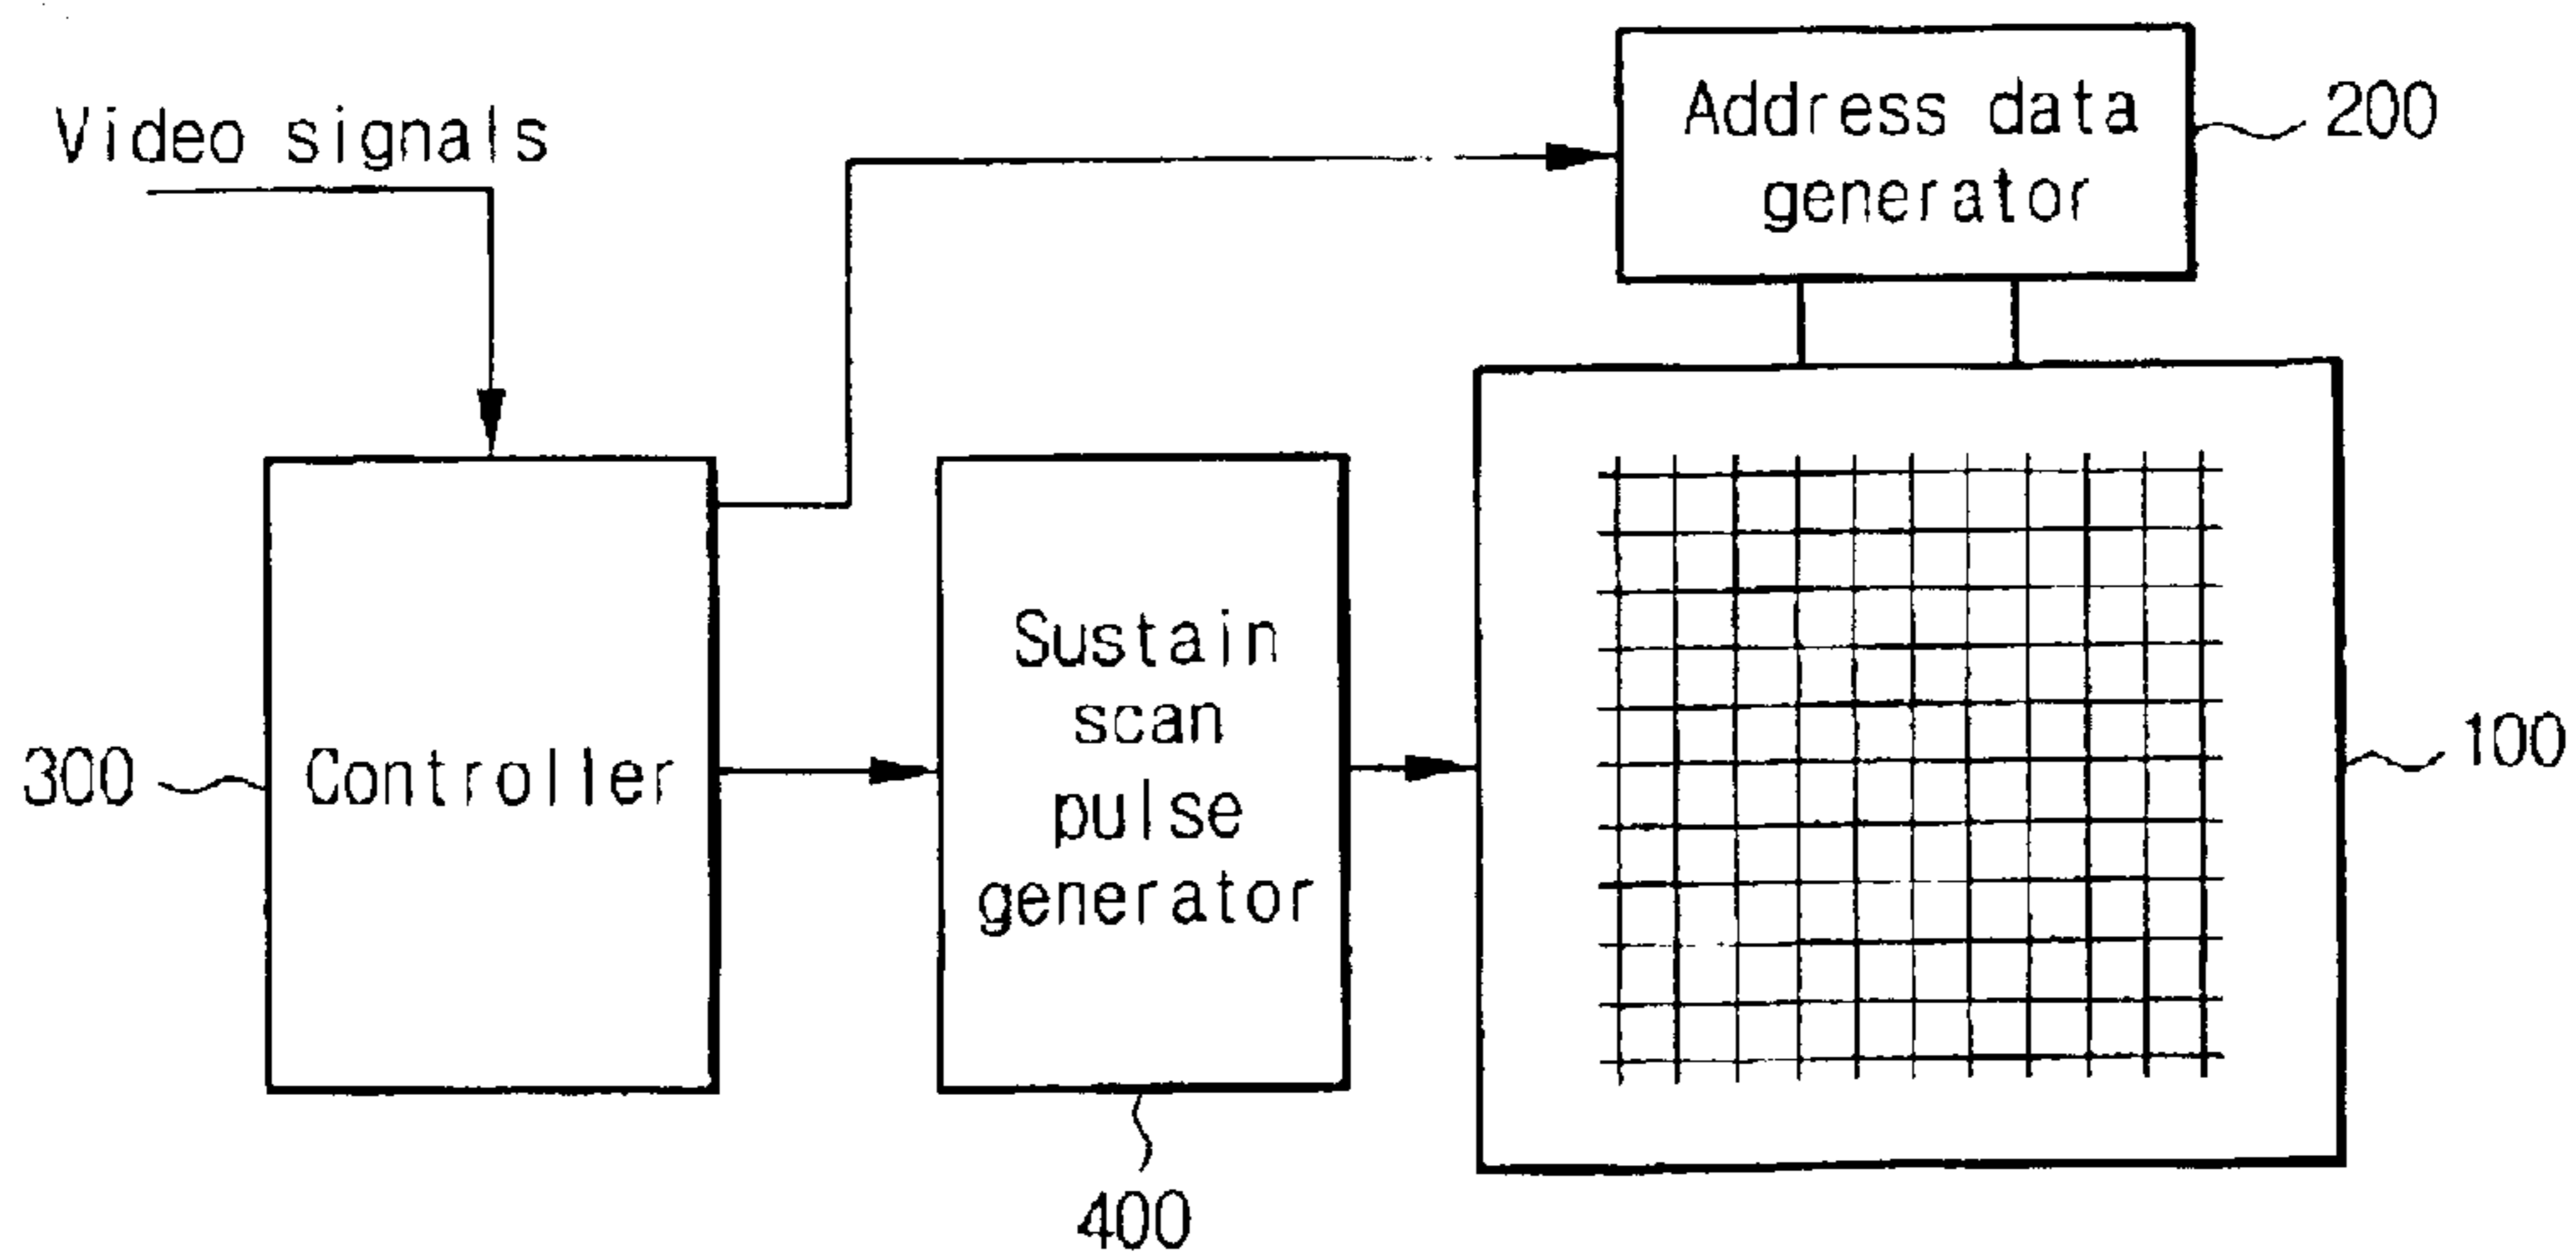 Video signals
Address data
generator
200
300
Controller
Sustain
scan
pulse
generator
400
100